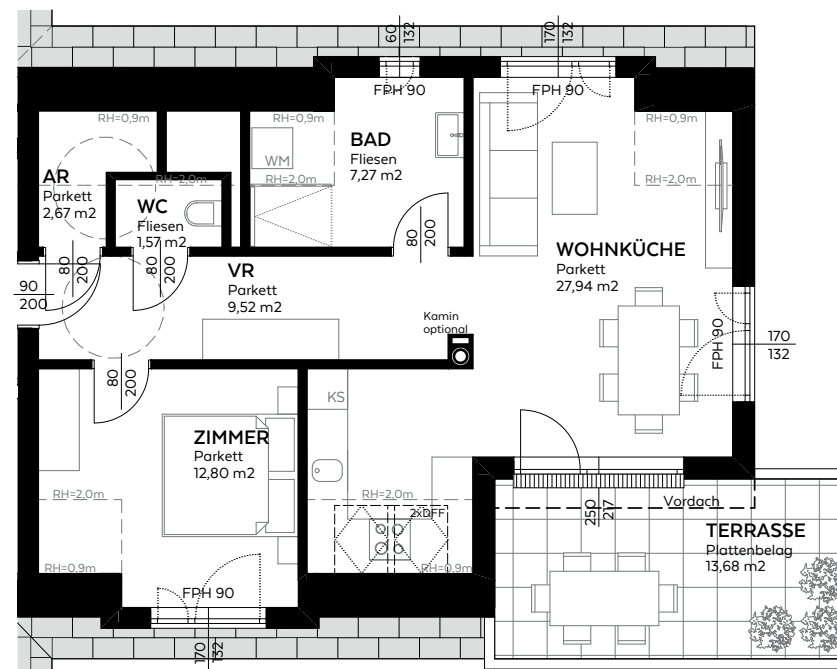 60
132
170
132
FPH 90
FPH 90
RH=0,9m
RH=0,9m
RH=0,9m
BAD
Fliesen
7,27 m2
WM
AR
Parkett
2,67 m2
RH=2,0m
RH=2,0m
RH=2,0m
WC
Fliesen
1,57 m2
80
200
WOHNKÜCHE
Parkett
27,94 m2
80
200
80
200
VR
Parkett
9,52 m2
90
200
Kamin
optional
FPH 90
170
132
80
200
KS
ZIMMER
Parkett
12,80 m2
RH=2,0m
RH=2,0m
2xDFF
250
217
Vordach
TERRASSE
Plattenbelag
13,68 m2
RH=0,9m
RH=0,9m
FPH 90
170
132